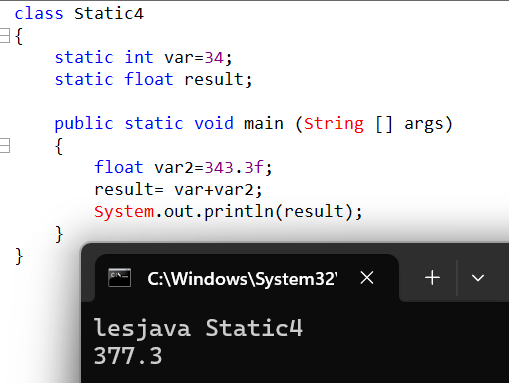 class Static4
{
static int var=34;
static float result;
public static void main (String [] args)
{
float var2=343.3f;
result= var+var2;
System.out.println(result);
}
}
C:\Windows\System32\
lesjava Static4
377.3